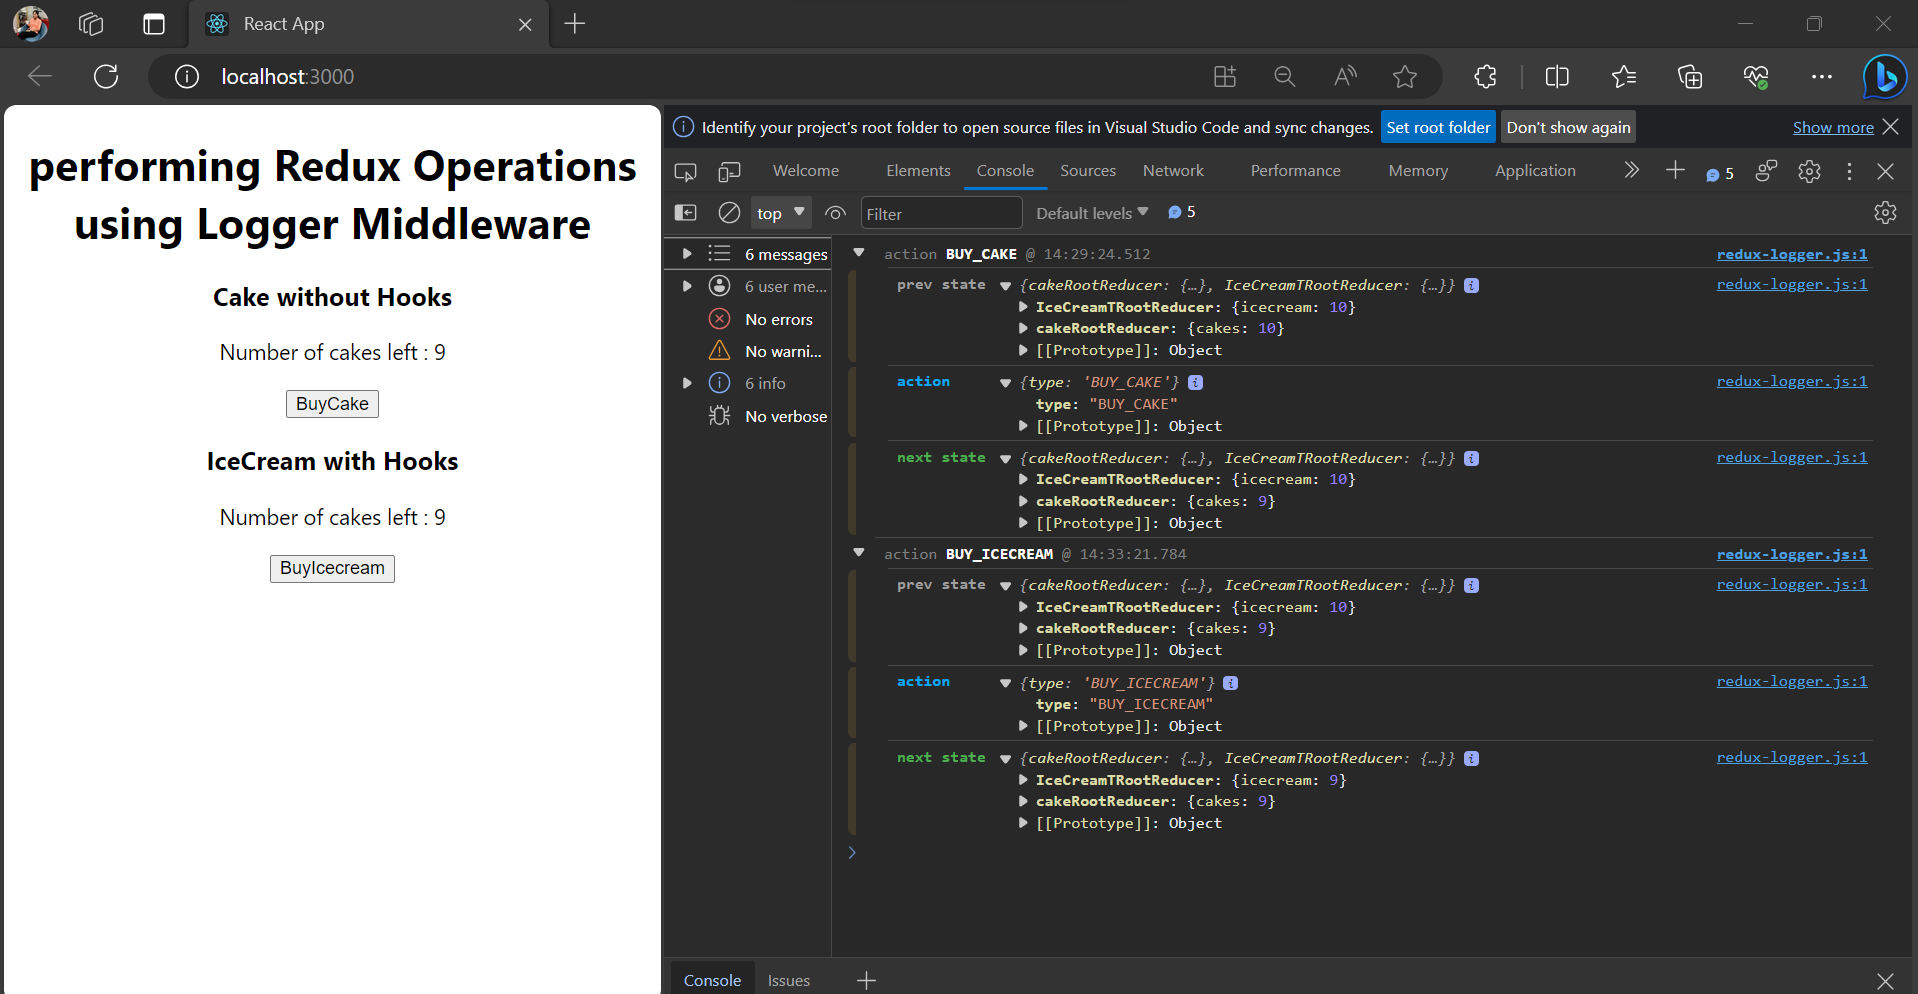 React App
localhost:3000
performing Redux Operations
using Logger Middleware
Cake without Hooks
Number of cakes left : 9
BuyCake
IceCream with Hooks
Number of cakes left : 9
BuyIcecream
Identify your project's root folder to open source files in Visual Studio Code and sync changes. Set root folder Don't show again Show more
Welcome Elements Console Sources Network Performance Memory Application 5
top Filter Default levels 5
6 messages
6 user me...
No errors
No warni...
6 info
No verbose
action BUY_CAKE @ 14:29:24.512 redux-logger.js:1
prev state {cakeRootReducer: {…}, IceCreamTRootReducer: {…}} i redux-logger.js:1
IceCreamTRootReducer: {icecream: 10}
cakeRootReducer: {cakes: 10}
[[Prototype]]: Object
action {type: 'BUY_CAKE'} i redux-logger.js:1
type: "BUY_CAKE"
[[Prototype]]: Object
next state {cakeRootReducer: {…}, IceCreamTRootReducer: {…}} i redux-logger.js:1
IceCreamTRootReducer: {icecream: 10}
cakeRootReducer: {cakes: 9}
[[Prototype]]: Object
action BUY_ICECREAM @ 14:33:21.784 redux-logger.js:1
prev state {cakeRootReducer: {…}, IceCreamTRootReducer: {…}} i redux-logger.js:1
IceCreamTRootReducer: {icecream: 10}
cakeRootReducer: {cakes: 9}
[[Prototype]]: Object
action {type: 'BUY_ICECREAM'} i redux-logger.js:1
type: "BUY_ICECREAM"
[[Prototype]]: Object
next state {cakeRootReducer: {…}, IceCreamTRootReducer: {…}} i redux-logger.js:1
IceCreamTRootReducer: {icecream: 9}
cakeRootReducer: {cakes: 9}
[[Prototype]]: Object
Console Issues